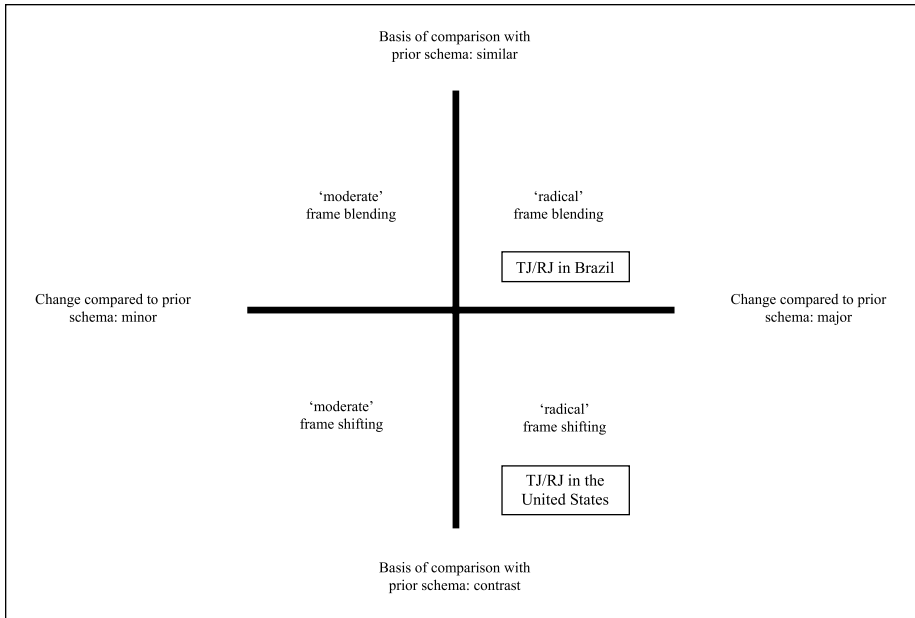 Basis of comparison with
prior schema: similar
‘moderate’
frame blending
‘radical’
frame blending
TJ/RJ in Brazil
Change compared to prior
schema: minor
Change compared to prior
schema: major
‘moderate’
frame shifting
‘radical’
frame shifting
TJ/RJ in the
United States
Basis of comparison with
prior schema: contrast